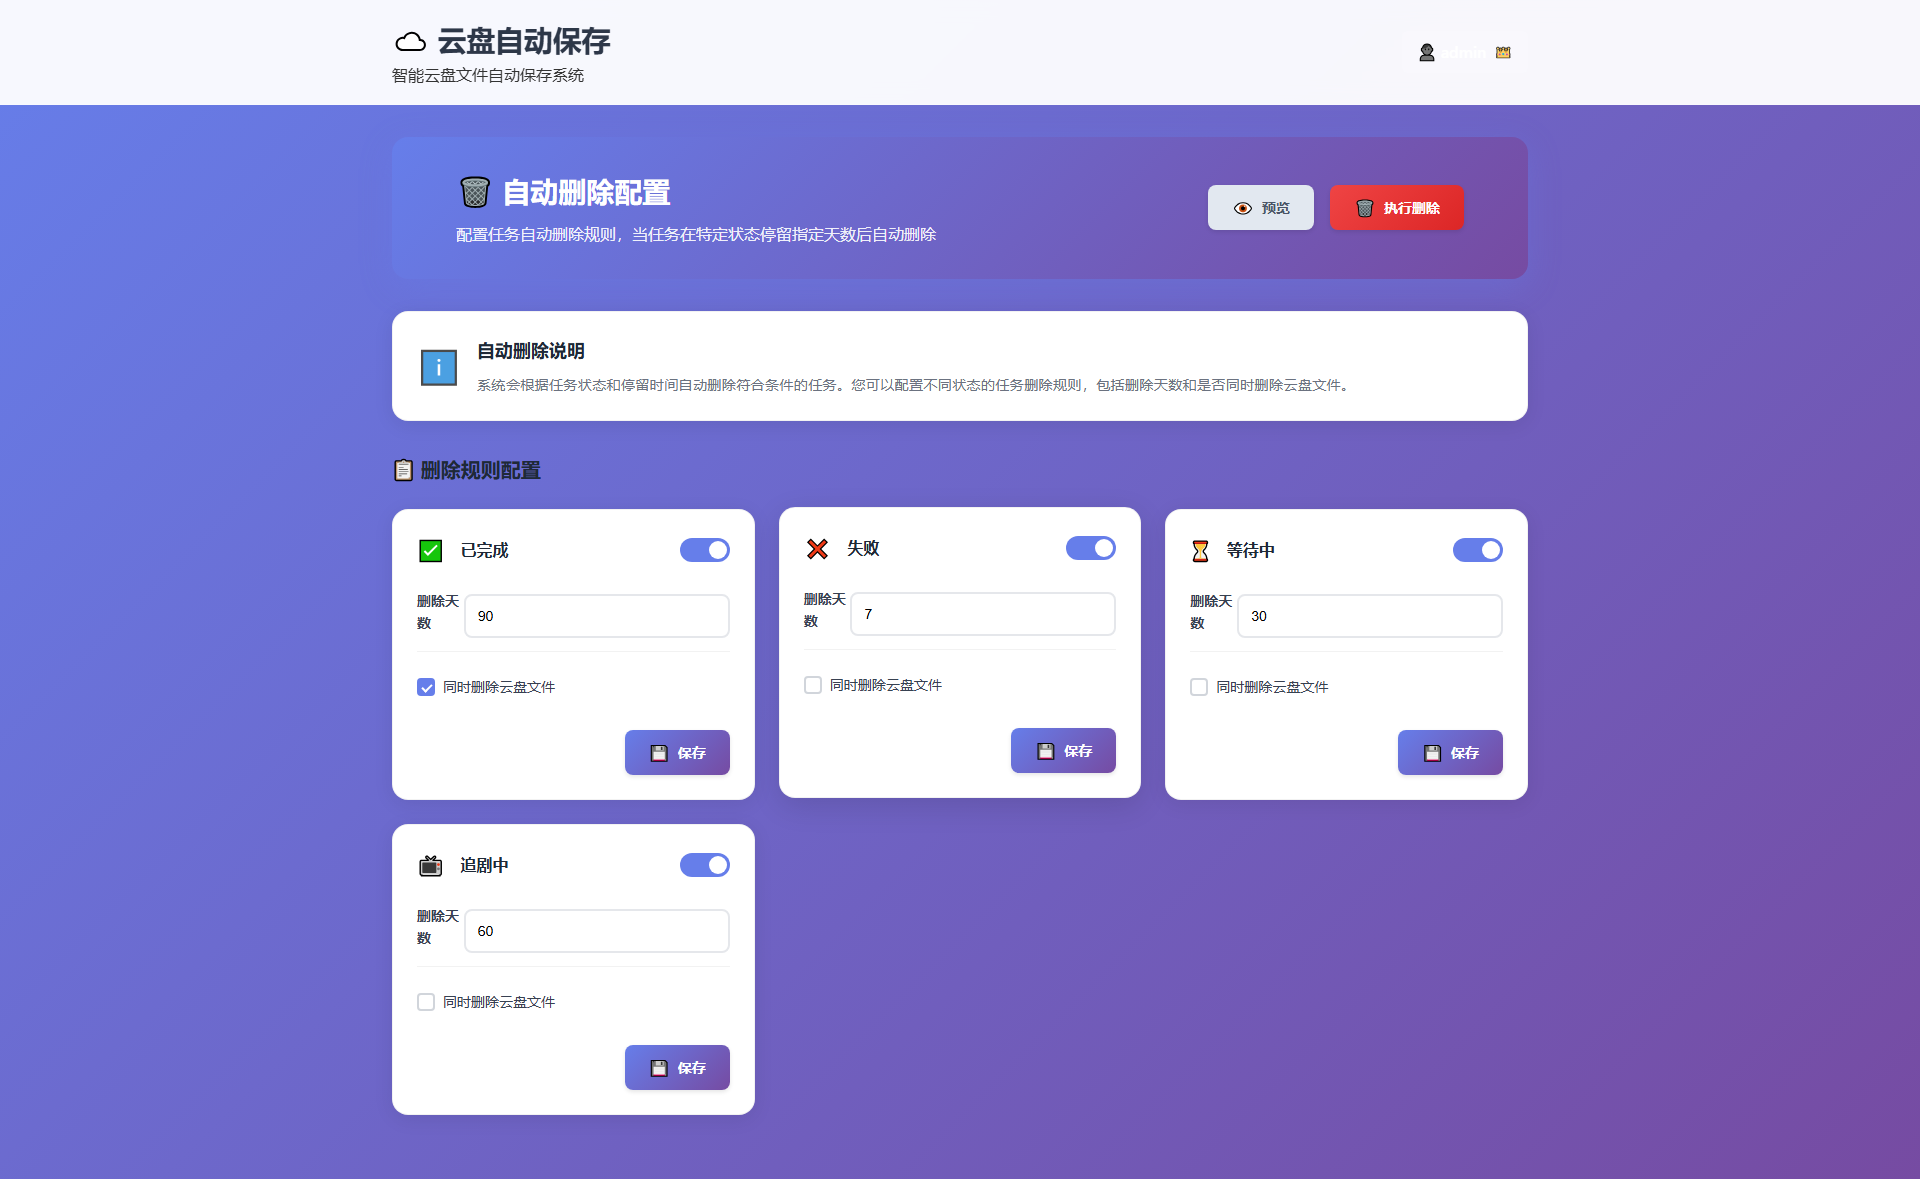 云盘自动保存
智能云盘文件自动保存系统
admin
自动删除配置
配置任务自动删除规则，当任务在特定状态停留指定天数后自动删除
预览
执行删除
i
自动删除说明
系统会根据任务状态和停留时间自动删除符合条件的任务。您可以配置不同状态的任务删除规则，包括删除天数和是否同时删除云盘文件。
删除规则配置
已完成
删除天
数
90
同时删除云盘文件
保存
失败
删除天
数
7
同时删除云盘文件
保存
等待中
删除天
数
30
同时删除云盘文件
保存
追剧中
删除天
数
60
同时删除云盘文件
保存